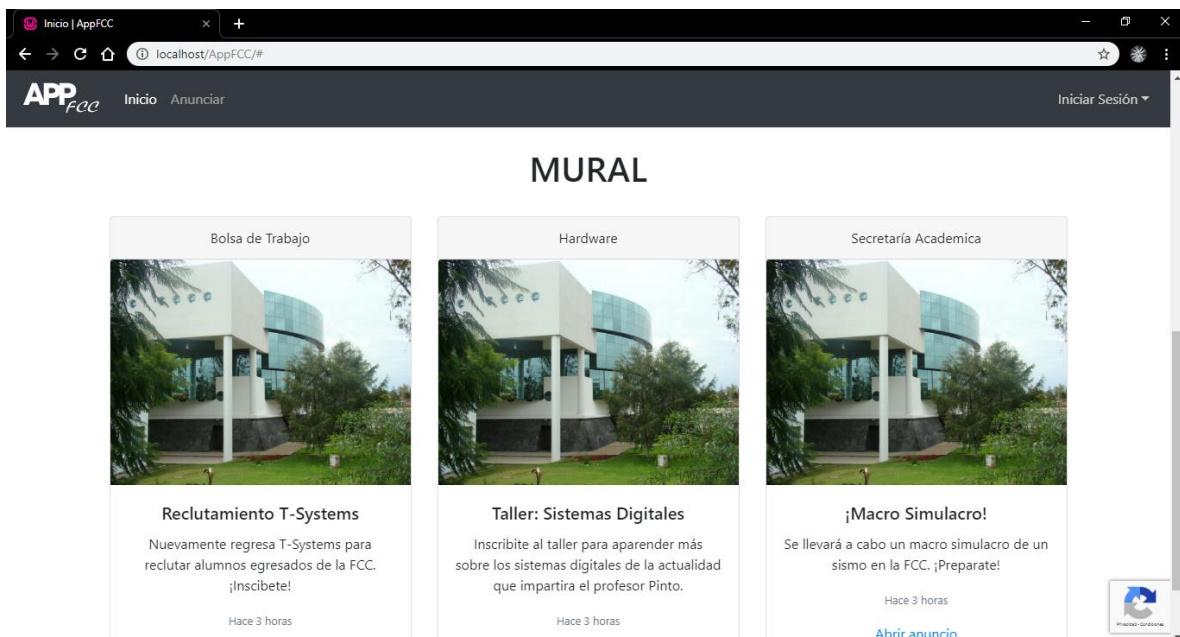 Inicio | AppFCC
localhost/AppFCC/#
APP FCC
Inicio Anunciar
Iniciar Sesión
MURAL
Bolsa de Trabajo
Reclutamiento T-Systems
Nuevamente regresa T-Systems para
reclutar alumnos egresados de la FCC.
¡Inscibete!
Hace 3 horas
Hardware
Taller: Sistemas Digitales
Inscribite al taller para aparender más
sobre los sistemas digitales de la actualidad
que impartira el profesor Pinto.
Hace 3 horas
Secretaría Academica
¡Macro Simulacro!
Se llevará a cabo un macro simulacro de un
sismo en la FCC. ¡Preparate!
Hace 3 horas
Abrir anuncio
Privacidad - Condiciones